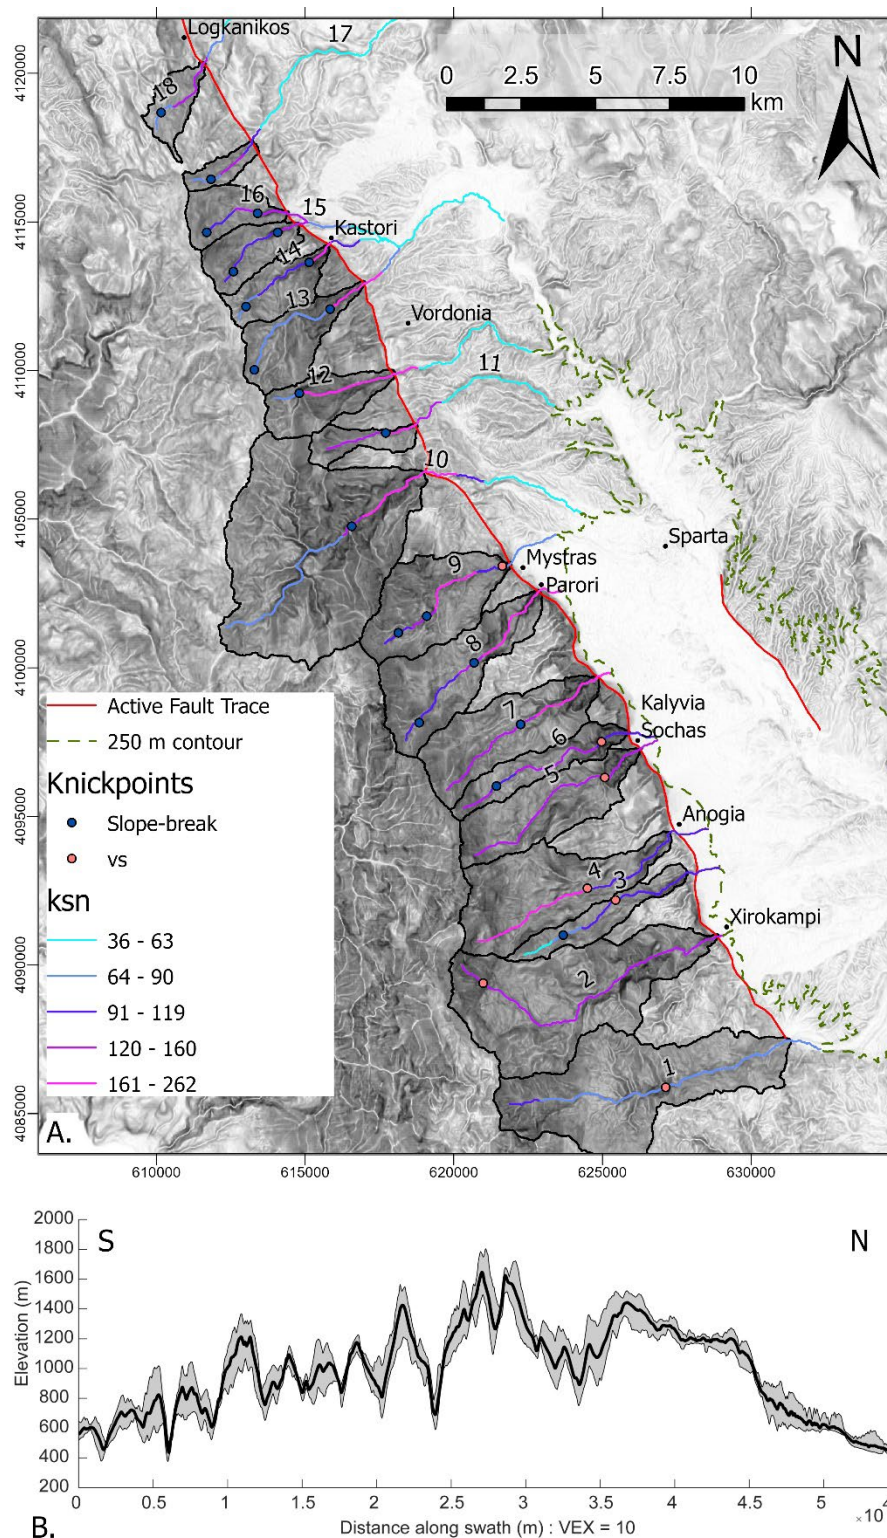 Logkanikos
17
N
0 2.5 5 7.5 10
km
4120000
18
4115000
16
15
Kastori
14
13
Vordonia
4110000
12
11
10
4105000
Sparta
9
Mystras
Parori
8
4100000
7
Kalyvia
Sochas
6
5
4095000
Anogia
4
3
Xirokampi
4090000
2
1
4085000
Active Fault Trace
250 m contour
Knickpoints
Slope-break
vs
ksn
36 - 63
64 - 90
91 - 119
120 - 160
161 - 262
A.
610000 615000 620000 625000 630000
S N
Elevation (m)
2000
1800
1600
1400
1200
1000
800
600
400
200
0 0.5 1 1.5 2 2.5 3 3.5 4 4.5 5
Distance along swath (m) : VEX = 10
B.